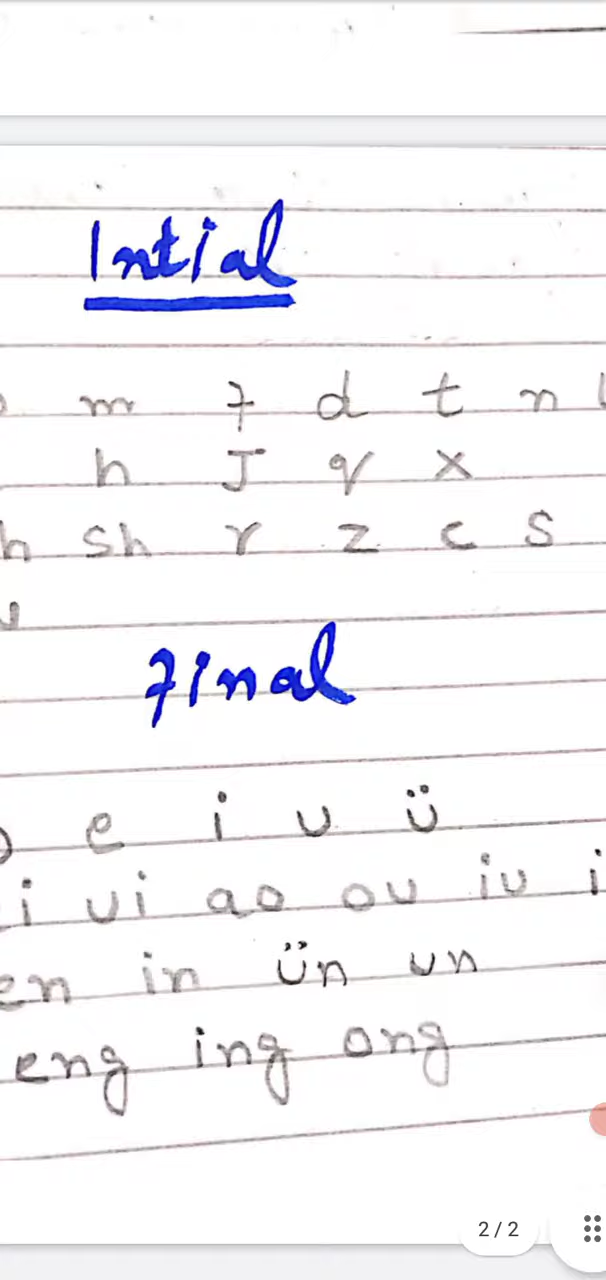 Intial
m f d t n
h J q x
h sh r z c s
Final
e i u ü
i ui ao ou iu i
en in ün un
eng ing ong
2/2